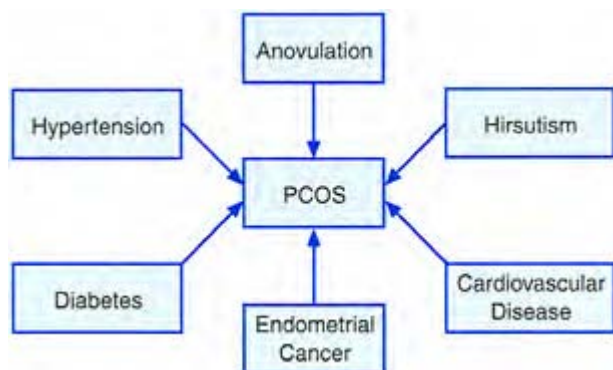 Anovulation
Hypertension
Hirsutism
PCOS
Diabetes
Cardiovascular
Disease
Endometrial
Cancer